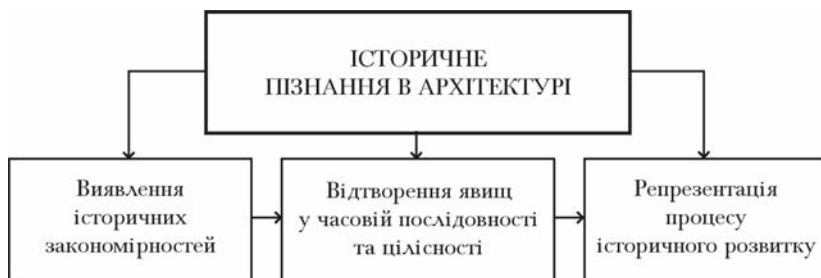 ІСТОРИЧНЕ
ПІЗНАННЯ В АРХІТЕКТУРІ
Виявлення
історичних
закономірностей
Відтворення явищ
у часовій послідовності
та цілісності
Репрезентація
процесу
історичного розвитку